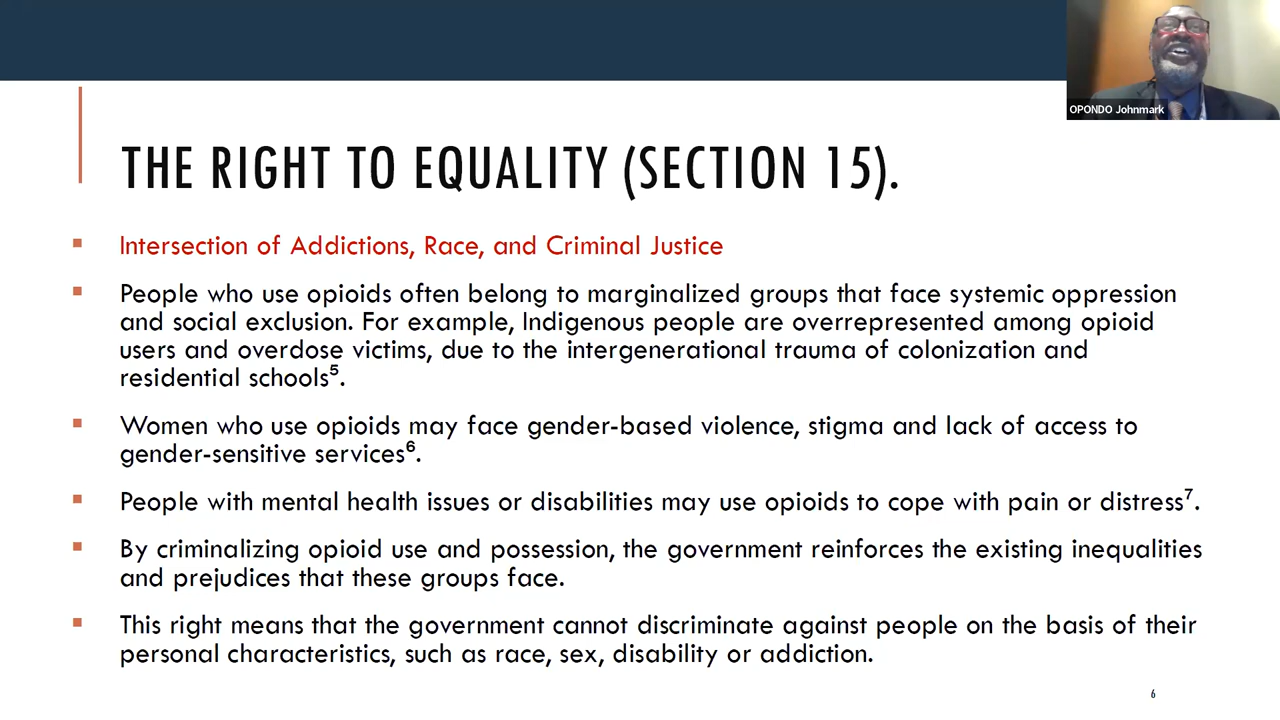 OPONDO Johnmark
THE RIGHT TO EQUALITY (SECTION 15).
▪ Intersection of Addictions, Race, and Criminal Justice
▪ People who use opioids often belong to marginalized groups that face systemic oppression
and social exclusion. For example, Indigenous people are overrepresented among opioid
users and overdose victims, due to the intergenerational trauma of colonization and
residential schools⁵.
▪ Women who use opioids may face gender-based violence, stigma and lack of access to
gender-sensitive services⁶.
▪ People with mental health issues or disabilities may use opioids to cope with pain or distress⁷.
▪ By criminalizing opioid use and possession, the government reinforces the existing inequalities
and prejudices that these groups face.
▪ This right means that the government cannot discriminate against people on the basis of their
personal characteristics, such as race, sex, disability or addiction.
6